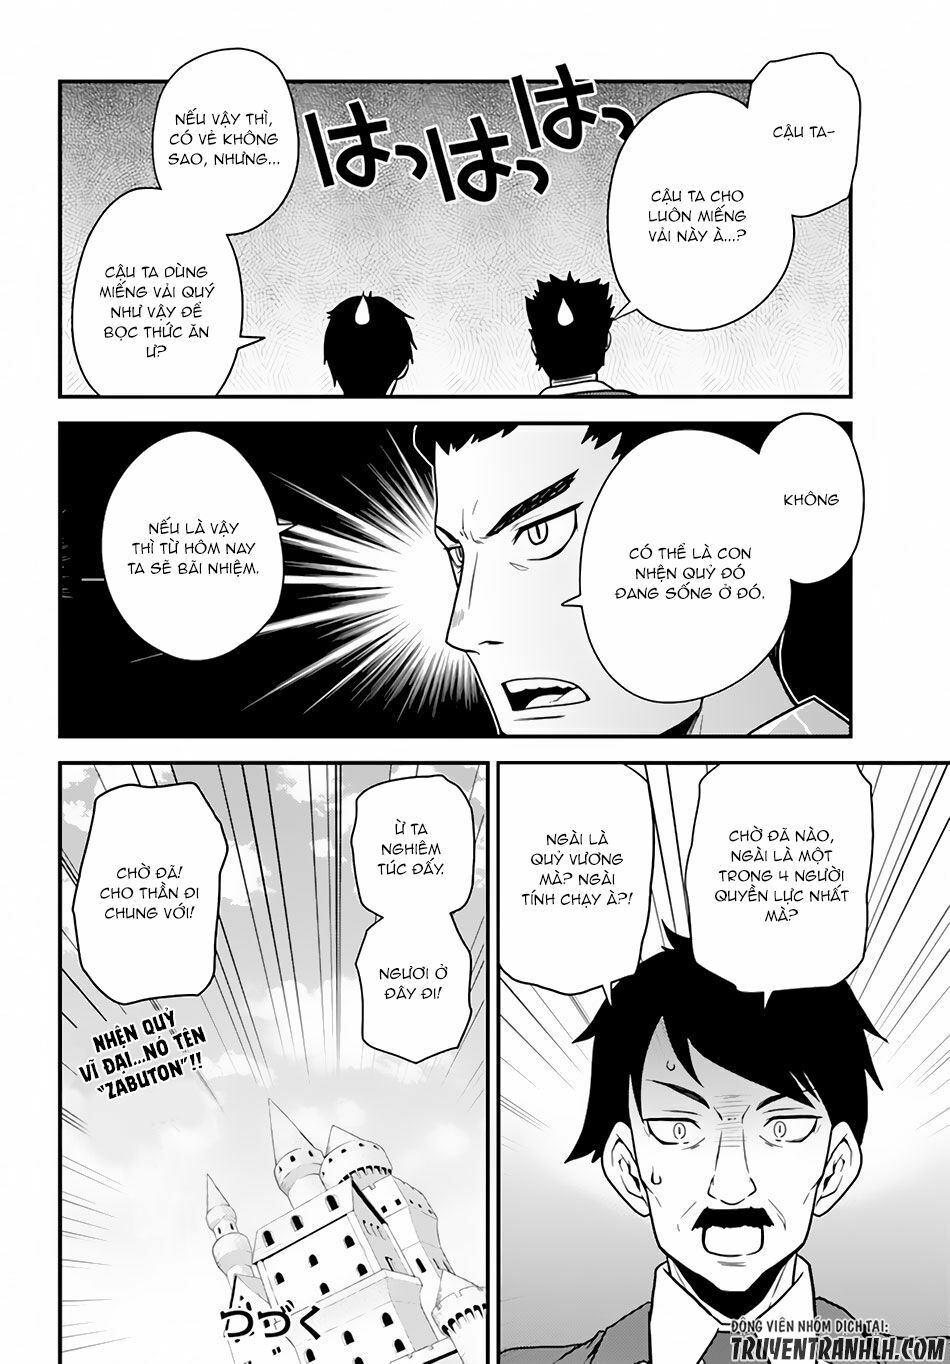 CẬU TA-
CẬU TA CHO
LUÔN MIẾNG
VẢI NÀY À...?
はっはっはっ
NẾU VẬY THÌ,
CÓ VẺ KHÔNG
SAO, NHƯNG...
CẬU TA DÙNG
MIẾNG VẢI QUÝ
NHƯ VẬY ĐỂ
BỌC THỨC ĂN
Ư?
KHÔNG
CÓ THỂ LÀ CON
NHỆN QUỶ ĐÓ
ĐANG SỐNG Ở ĐÓ.
NẾU LÀ VẬY
THÌ TỪ HÔM NAY
TA SẼ BÃI NHIỆM.
CHỜ ĐÃ NÀO,
NGÀI LÀ MỘT
TRONG 4 NGƯỜI
QUYỀN LỰC NHẤT
MÀ?
NGÀI LÀ
QUỶ VƯƠNG
MÀ? NGÀI
TÍNH CHẠY À?!
Ừ TA
NGHIÊM
TÚC ĐẤY.
NGƯƠI Ở
ĐÂY ĐI!
CHỜ ĐÃ!
CHO THẦN ĐI
CHUNG VỚI!
NHỆN QUỶ
VĨ ĐẠI...NÓ TÊN
"ZABUTON"!!
つづく
ĐỘNG VIÊN NHÓM DỊCH TẠI:
TRUYENTRANHLH.COM